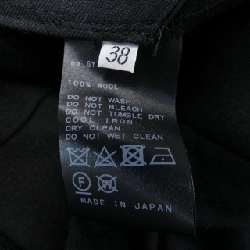 38
100% WOOL
DO NOT WASH
DO NOT BLEACH
DO NOT TUMBLE DRY
COOL IRON
DRY CLEAN
DO NOT WET CLEAN
F W
MADE IN JAPAN